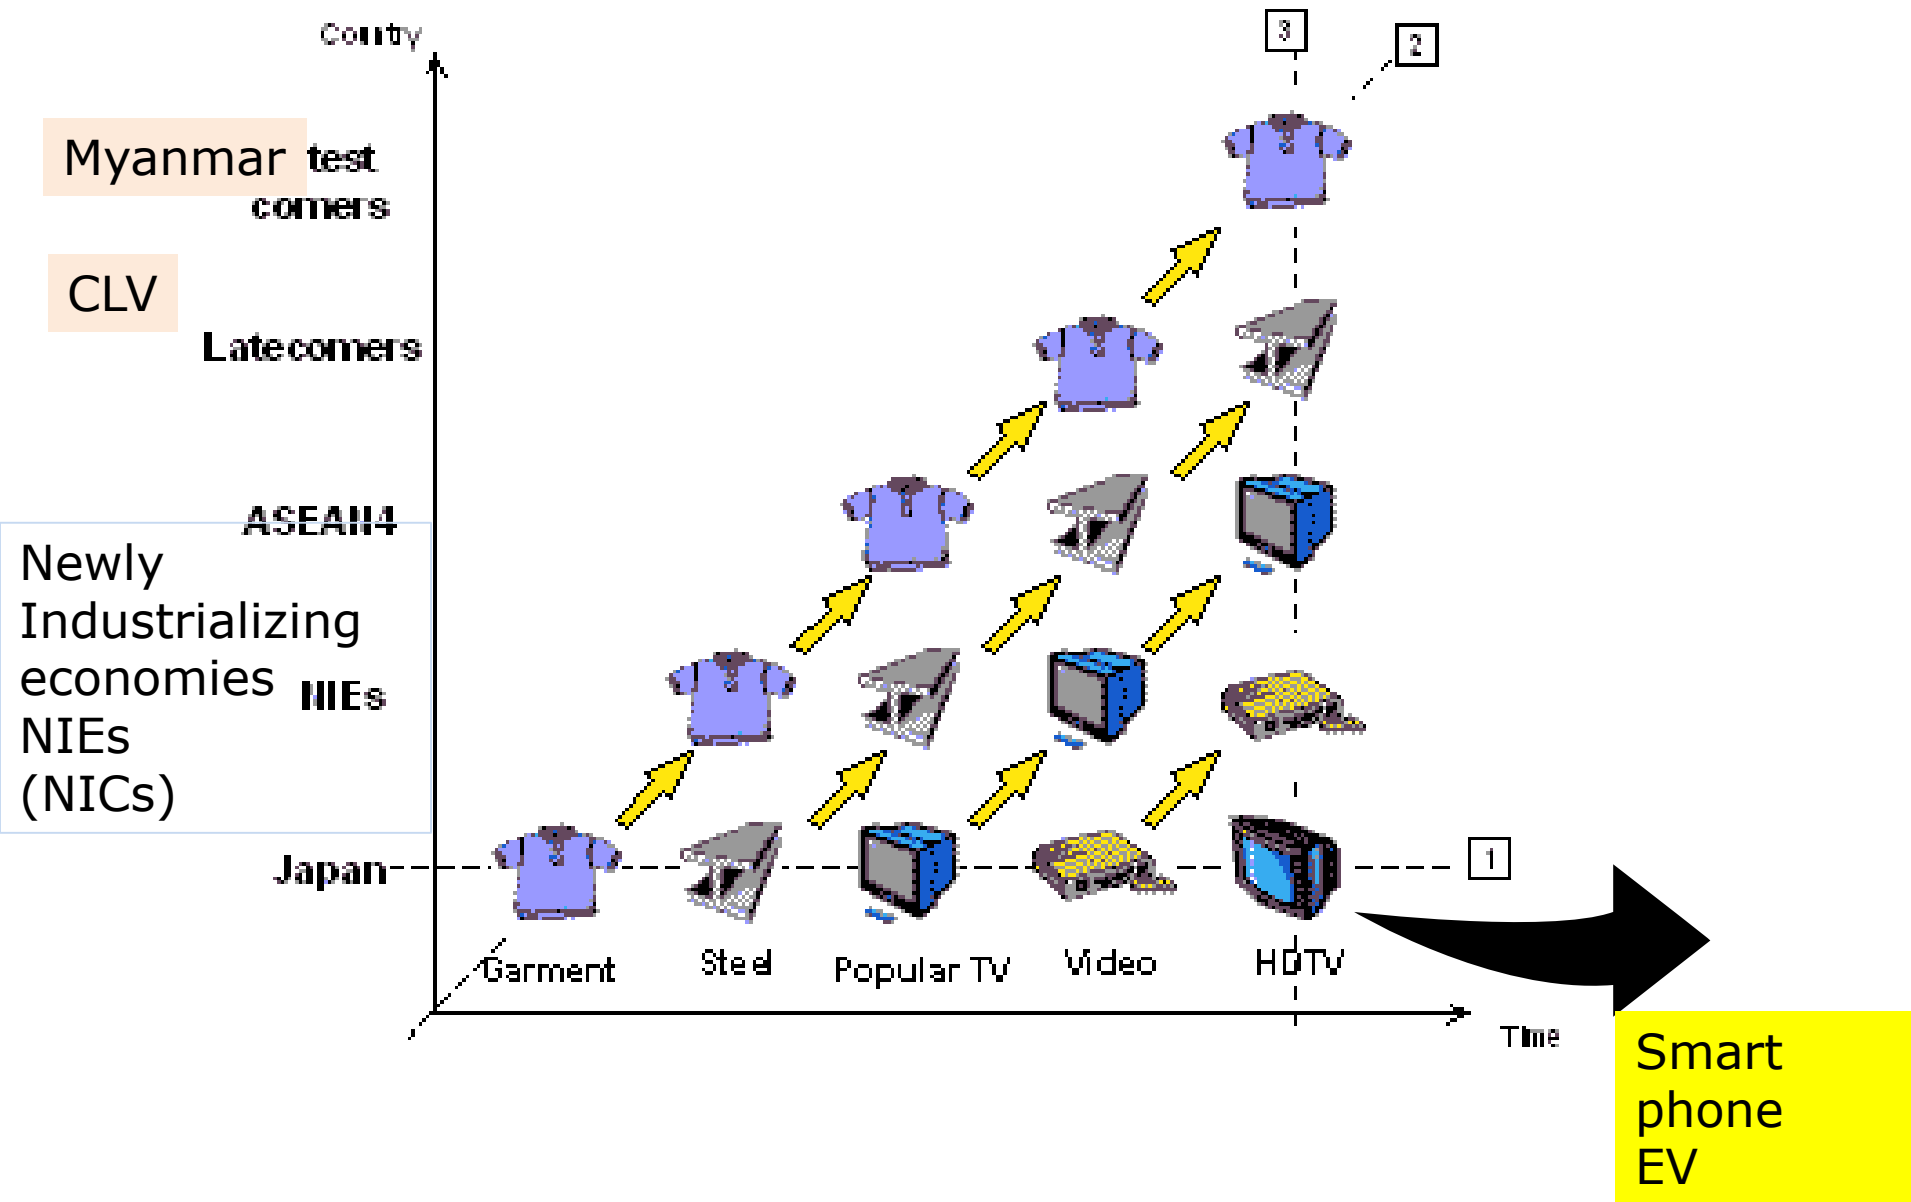 Country
3
2
Myanmar
test
comers
CLV
Latecomers
ASEAN4
Newly
Industrializing
economies
NIEs
(NICs)
NIEs
Japan
1
Garment
Steel
Popular TV
Video
HDTV
Time
Smart
phone
EV